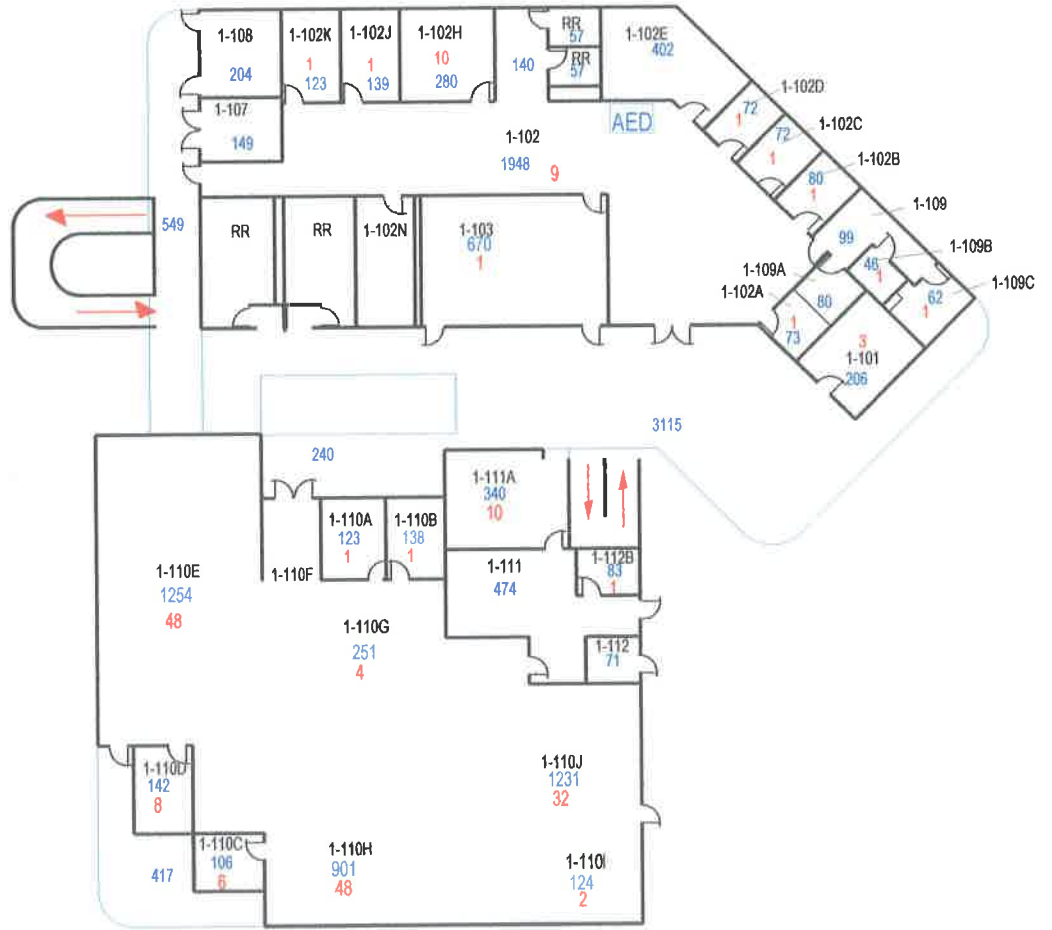 1-108
204
1-102K
1
123
1-102J
1
139
1-102H
10
280
140
RR
57
RR
57
1-102E
402
AED
1-102D
72
1
1-102C
72
1
1-102B
80
1
1-107
149
1-102
1948
9
1-109
99
1-109B
46
1
1-109C
62
1
1-109A
80
1-102A
1
73
3
1-101
206
549
RR
RR
1-102N
1-103
670
1
3115
240
1-111A
340
10
1-110A
123
1
1-110B
138
1
1-110F
1-111
474
1-112B
83
1
1-112
71
1-110E
1254
48
1-110G
251
4
1-110D
142
8
1-110J
1231
32
1-110C
106
6
417
1-110H
901
48
1-110I
124
2